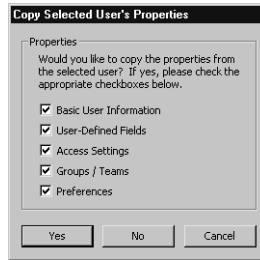 Copy Selected User's Properties
Properties
Would you like to copy the properties from
the selected user? If yes, please check the
appropriate checkboxes below.
Basic User Information
User-Defined Fields
Access Settings
Groups / Teams
Preferences
Yes
No
Cancel